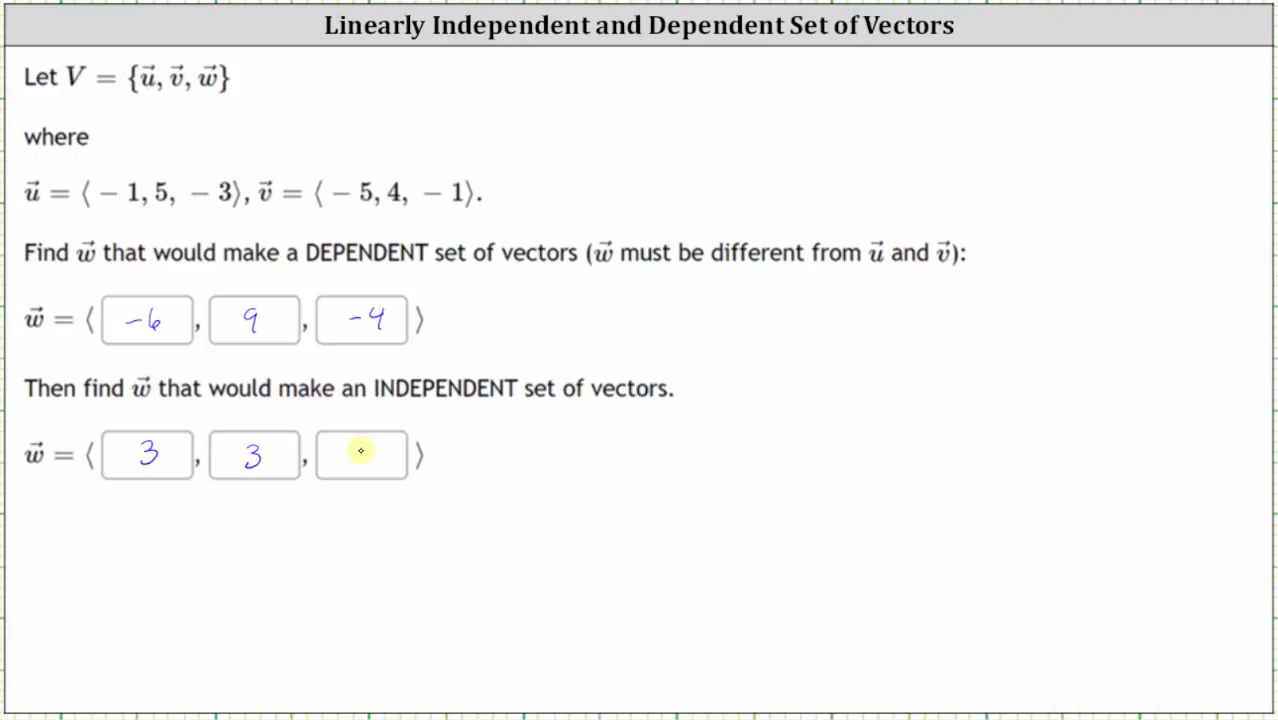 Linearly Independent and Dependent Set of Vectors
Let V = {u⃗, v⃗, w⃗}
where
u⃗ = ⟨ − 1, 5, − 3⟩, v⃗ = ⟨ − 5, 4, − 1⟩.
Find w⃗ that would make a DEPENDENT set of vectors (w⃗ must be different from u⃗ and v⃗):
w⃗ = ⟨ -6 , 9 , -4 ⟩
Then find w⃗ that would make an INDEPENDENT set of vectors.
w⃗ = ⟨ 3 , 3 , ⟩